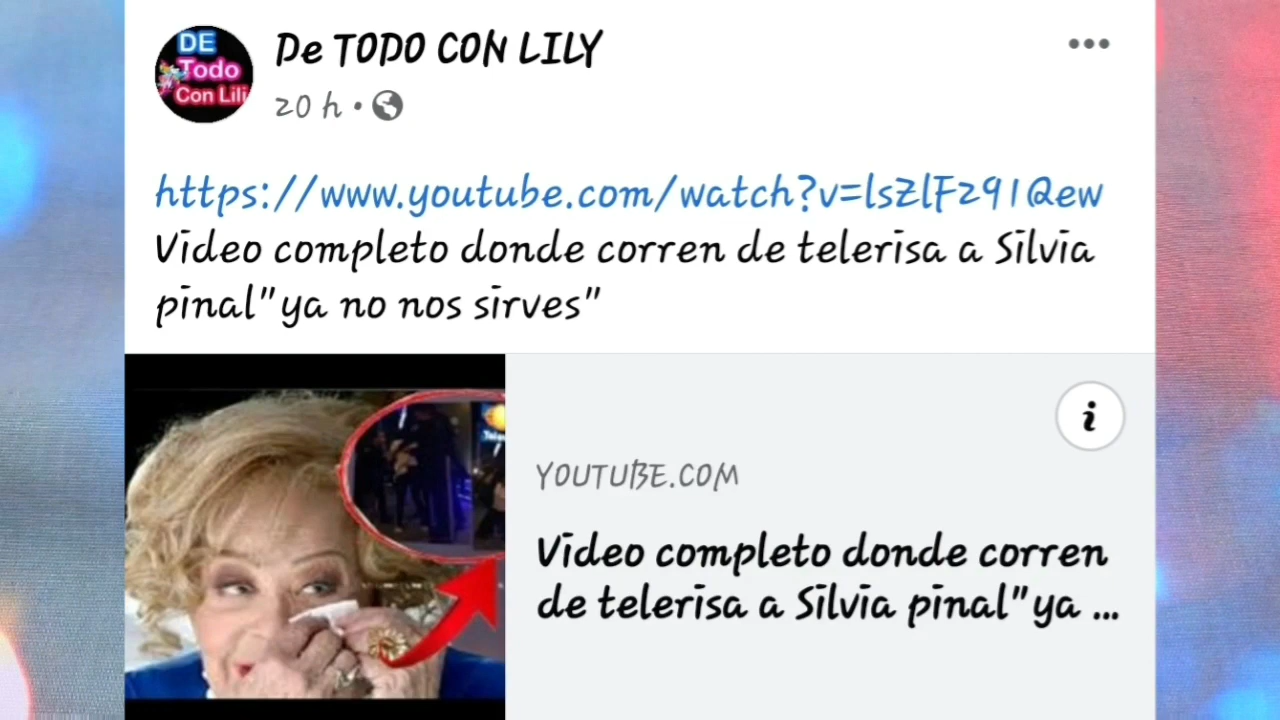 DE
Todo
Con Lili
De TODO CON LILY
20 h •
https://www.youtube.com/watch?v=lsZlFz91Qew
Video completo donde corren de telerisa a Silvia
pinal"ya no nos sirves"
YOUTUBE.COM
Video completo donde corren
de telerisa a Silvia pinal"ya ...